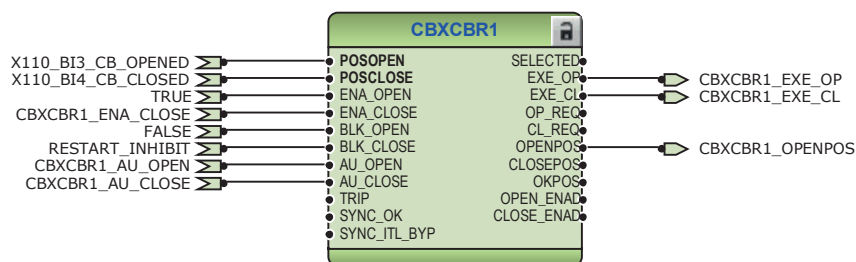 CBXCBR1
X110_BI3_CB_OPENED POSOPEN SELECTED
X110_BI4_CB_CLOSED POSCLOSE EXE_OP CBXCBR1_EXE_OP
TRUE ENA_OPEN EXE_CL CBXCBR1_EXE_CL
CBXCBR1_ENA_CLOSE ENA_CLOSE OP_REQ
FALSE BLK_OPEN CL_REQ
RESTART_INHIBIT BLK_CLOSE OPENPOS CBXCBR1_OPENPOS
CBXCBR1_AU_OPEN AU_OPEN CLOSEPOS
CBXCBR1_AU_CLOSE AU_CLOSE OKPOS
TRIP OPEN_ENAD
SYNC_OK CLOSE_ENAD
SYNC_ITL_BYP